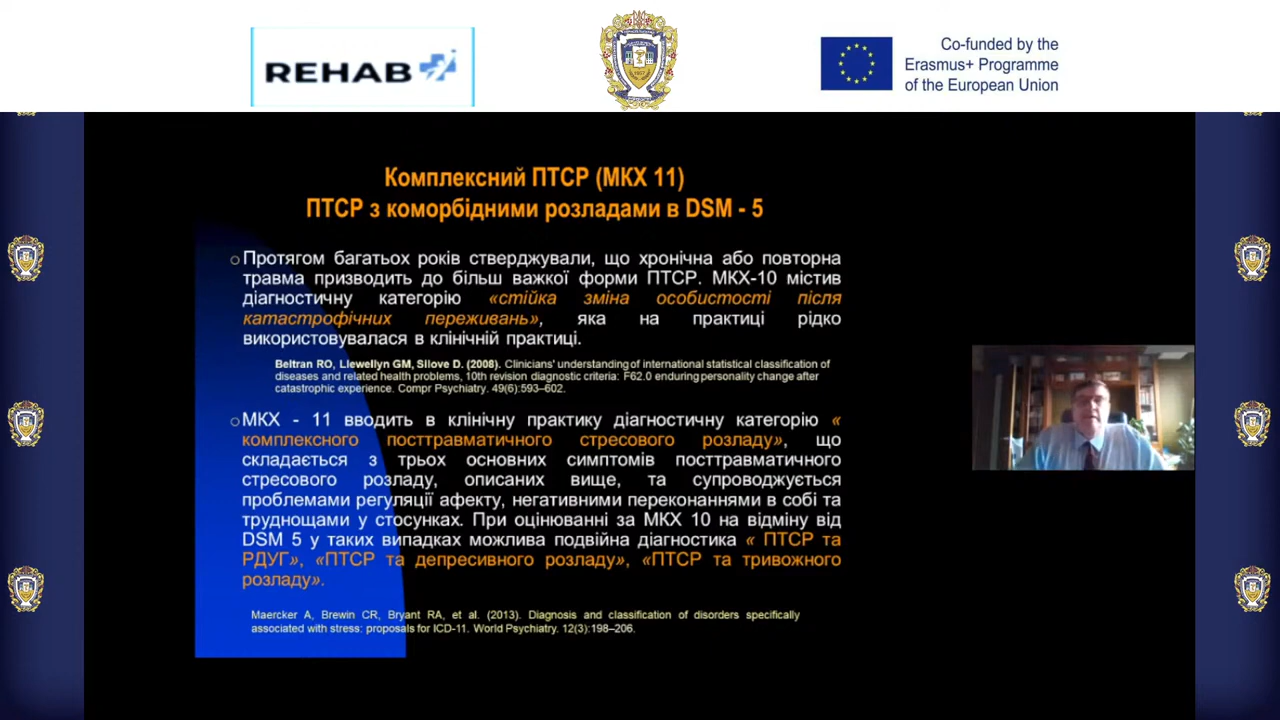 REHAB
Co-funded by the
Erasmus+ Programme
of the European Union
Комплексний ПТСР (МКХ 11)
ПТСР з коморбідними розладами в DSM - 5
Протягом багатьох років стверджували, що хронічна або повторна
травма призводить до більш важкої форми ПТСР. МКХ-10 містив
діагностичну категорію «стійка зміна особистості після
катастрофічних переживань», яка на практиці рідко
використовувалася в клінічній практиці.
Beltran RO, Llewellyn GM, Silove D. (2008). Clinicians' understanding of international statistical classification of
diseases and related health problems, 10th revision diagnostic criteria: F62.0 enduring personality change after
catastrophic experience. Compr Psychiatry. 49(6):593–602.
МКХ - 11 вводить в клінічну практику діагностичну категорію «
комплексного посттравматичного стресового розладу», що
складається з трьох основних симптомів посттравматичного
стресового розладу, описаних вище, та супроводжується
проблемами регуляції афекту, негативними переконаннями в собі та
труднощами у стосунках. При оцінюванні за МКХ 10 на відміну від
DSM 5 у таких випадках можлива подвійна діагностика « ПТСР та
РДУГ», «ПТСР та депресивного розладу», «ПТСР та тривожного
розладу».
Maercker A, Brewin CR, Bryant RA, et al. (2013). Diagnosis and classification of disorders specifically
associated with stress: proposals for ICD-11. World Psychiatry. 12(3):198–206.